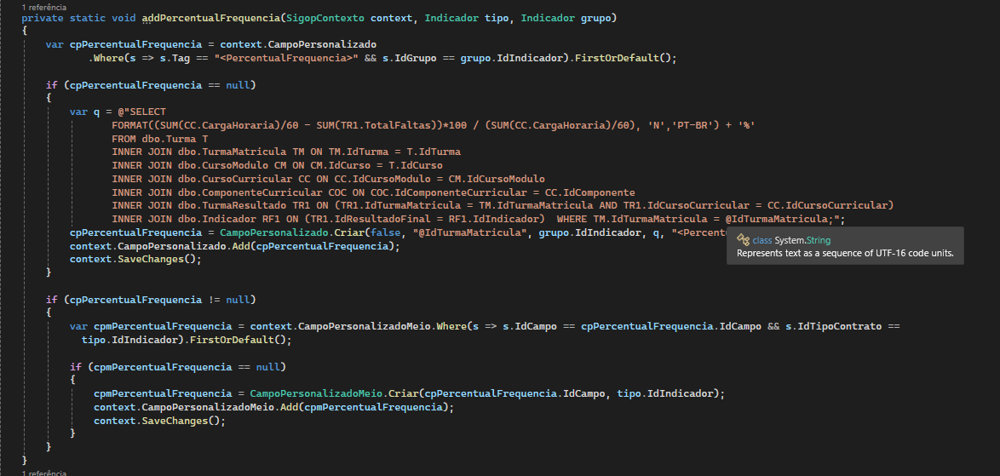 1 referência
private static void addPercentualFrequencia(SigopContexto context, Indicador tipo, Indicador grupo)
{
var cpPercentualFrequencia = context.CampoPersonalizado
.Where(s => s.Tag == "<PercentualFrequencia>" && s.IdGrupo == grupo.IdIndicador).FirstOrDefault();
if (cpPercentualFrequencia == null)
{
var q = @"SELECT
FORMAT((SUM(CC.CargaHoraria)/60 - SUM(TR1.TotalFaltas))*100 / (SUM(CC.CargaHoraria)/60), 'N','PT-BR') + '%'
FROM dbo.Turma T
INNER JOIN dbo.TurmaMatricula TM ON TM.IdTurma = T.IdTurma
INNER JOIN dbo.CursoModulo CM ON CM.IdCurso = T.IdCurso
INNER JOIN dbo.CursoCurricular CC ON CC.IdCursoModulo = CM.IdCursoModulo
INNER JOIN dbo.ComponenteCurricular COC ON COC.IdComponenteCurricular = CC.IdComponente
INNER JOIN dbo.TurmaResultado TR1 ON (TR1.IdTurmaMatricula = TM.IdTurmaMatricula AND TR1.IdCursoCurricular = CC.IdCursoCurricular)
INNER JOIN dbo.Indicador RF1 ON (TR1.IdResultadoFinal = RF1.IdIndicador)  WHERE TM.IdTurmaMatricula = @IdTurmaMatricula;";
cpPercentualFrequencia = CampoPersonalizado.Criar(false, "@IdTurmaMatricula", grupo.IdIndicador, q, "<Percent
class System.String
Represents text as a sequence of UTF-16 code units.
context.CampoPersonalizado.Add(cpPercentualFrequencia);
context.SaveChanges();
}
if (cpPercentualFrequencia != null)
{
var cpmPercentualFrequencia = context.CampoPersonalizadoMeio.Where(s => s.IdCampo == cpPercentualFrequencia.IdCampo && s.IdTipoContrato ==
tipo.IdIndicador).FirstOrDefault();
if (cpmPercentualFrequencia == null)
{
cpmPercentualFrequencia = CampoPersonalizadoMeio.Criar(cpPercentualFrequencia.IdCampo, tipo.IdIndicador);
context.CampoPersonalizadoMeio.Add(cpmPercentualFrequencia);
context.SaveChanges();
}
}
}
1 referência